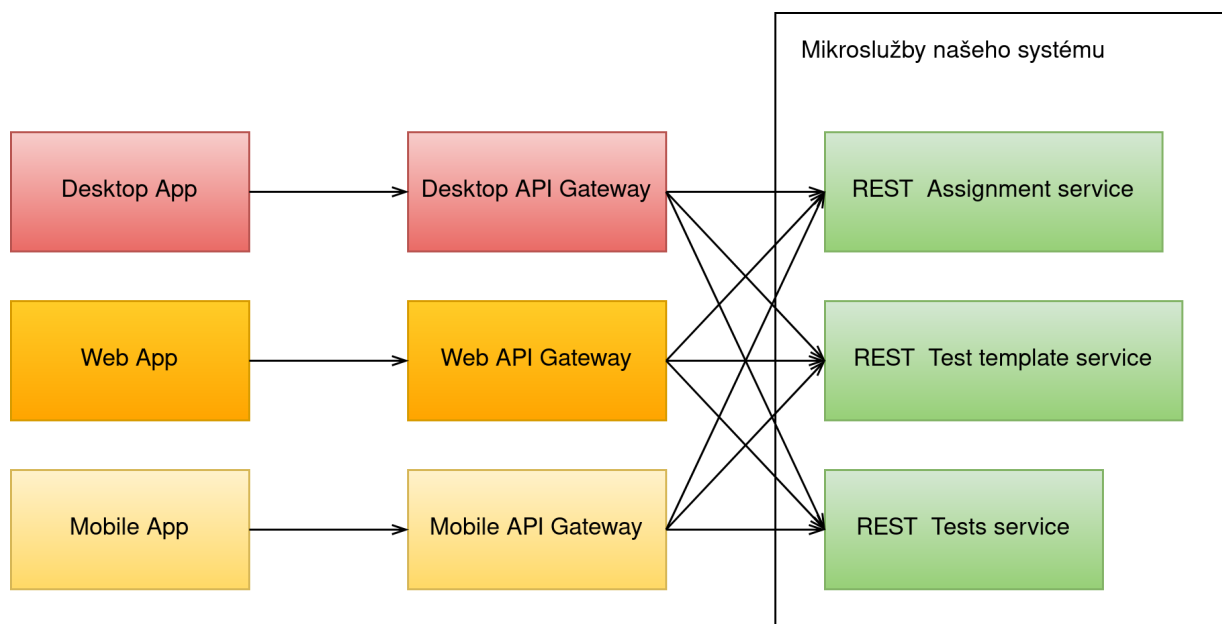 Mikroslužby našeho systému
Desktop App
Desktop API Gateway
REST  Assignment service
Web App
Web API Gateway
REST  Test template service
Mobile App
Mobile API Gateway
REST  Tests service